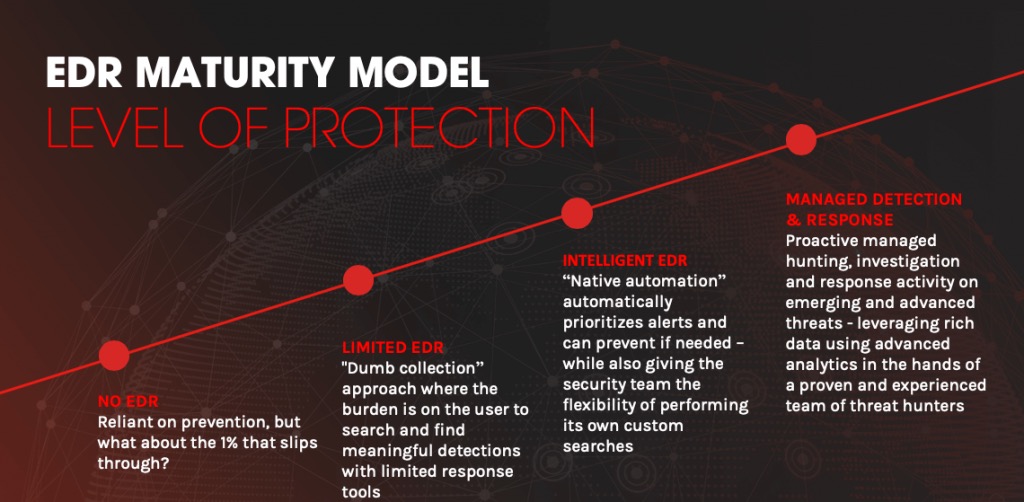 EDR MATURITY MODEL
LEVEL OF PROTECTION
NO EDR
Reliant on prevention, but
what about the 1% that slips
through?
LIMITED EDR
"Dumb collection”
approach where the
burden is on the user to
search and find
meaningful detections
with limited response
tools
INTELLIGENT EDR
“Native automation”
automatically
prioritizes alerts and
can prevent if needed –
while also giving the
security team the
flexibility of performing
its own custom
searches
MANAGED DETECTION
& RESPONSE
Proactive managed
hunting, investigation
and response activity on
emerging and advanced
threats - leveraging rich
data using advanced
analytics in the hands of
a proven and experienced
team of threat hunters